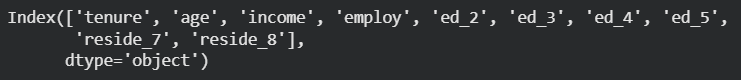 Index(['tenure', 'age', 'income', 'employ', 'ed_2', 'ed_3', 'ed_4', 'ed_5',
'reside_7', 'reside_8'],
dtype='object')